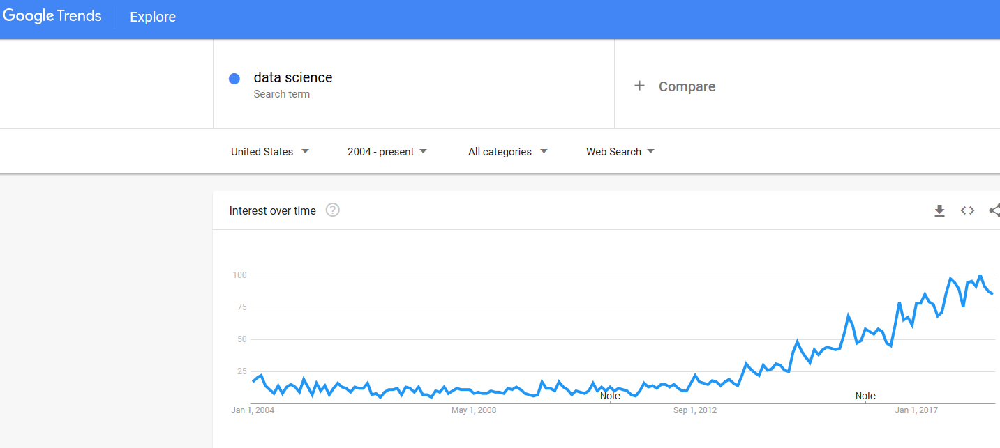 Google Trends Explore
data science
Search term
+ Compare
United States 2004 - present All categories Web Search
Interest over time ?
100
75
50
25
Note Note
Jan 1, 2004 May 1, 2008 Sep 1, 2012 Jan 1, 2017